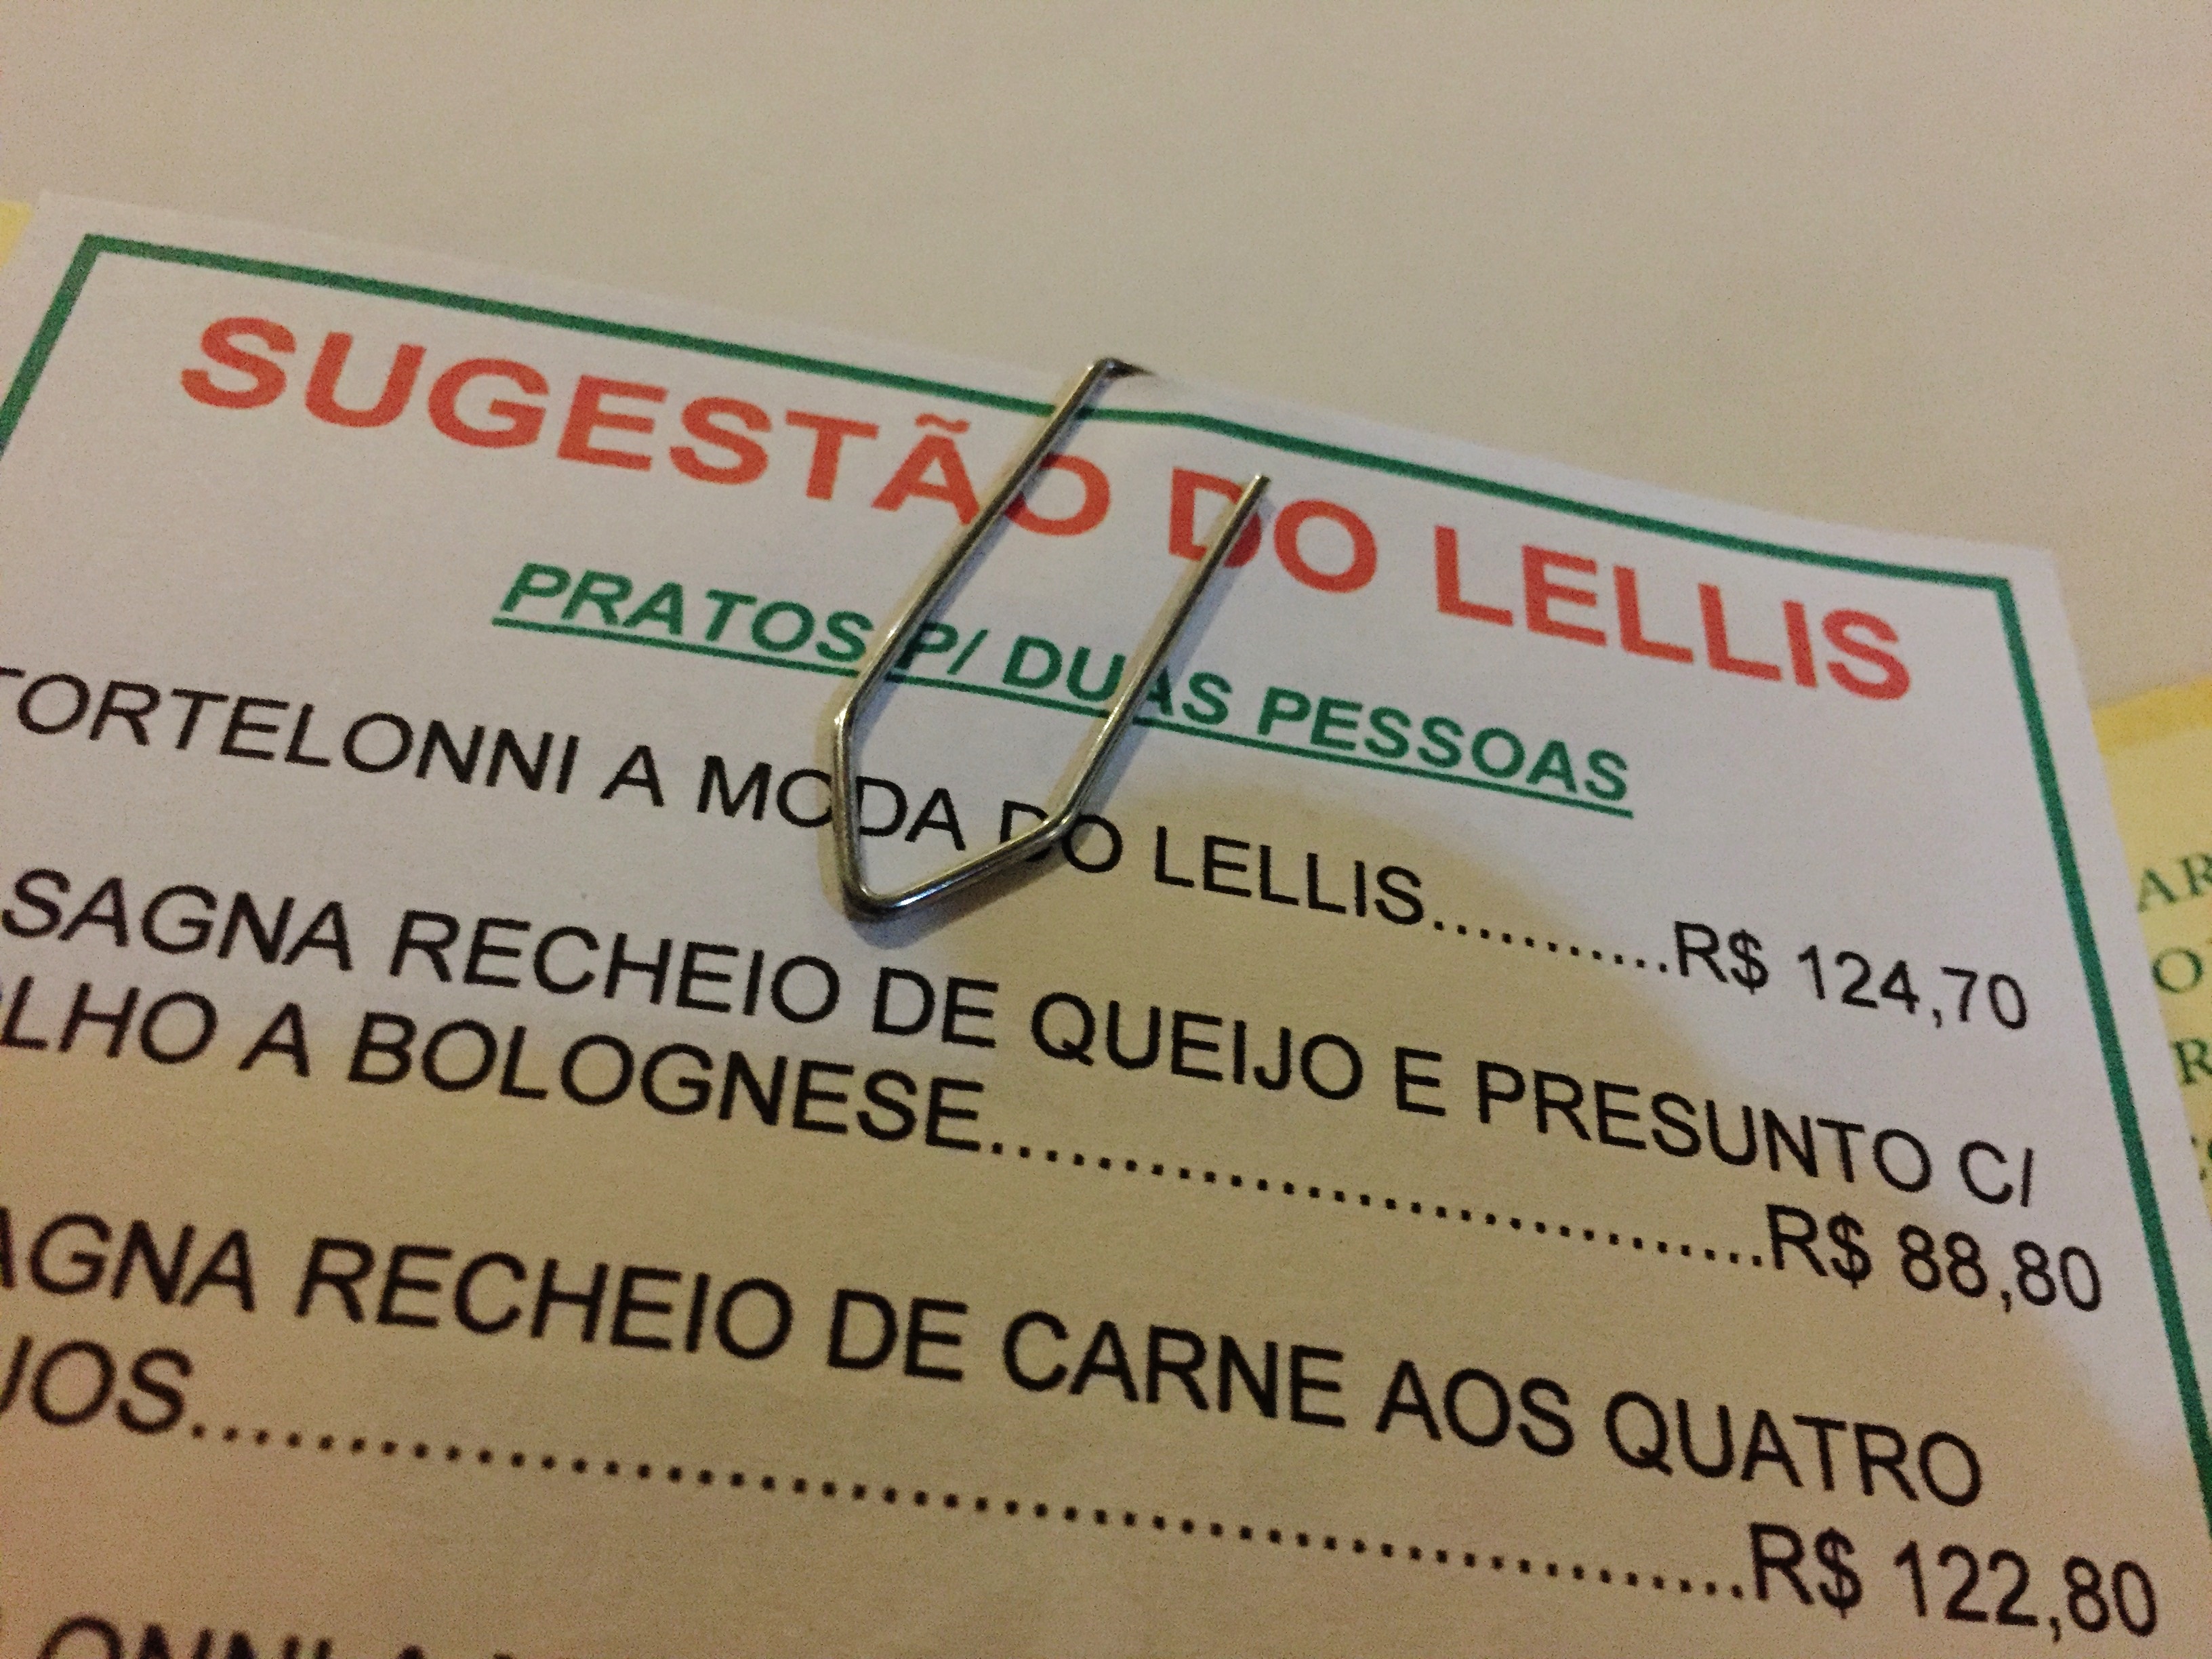 SUGESTÃO DO LELLIS
PRATOS P/ DUAS PESSOAS
TORTELONNI A MODA DO LELLIS...........R$ 124,70
SAGNA RECHEIO DE QUEIJO E PRESUNTO C/
LHO A BOLOGNESE..............................R$ 88,80
AGNA RECHEIO DE CARNE AOS QUATRO
JOS.............................................................R$ 122,80